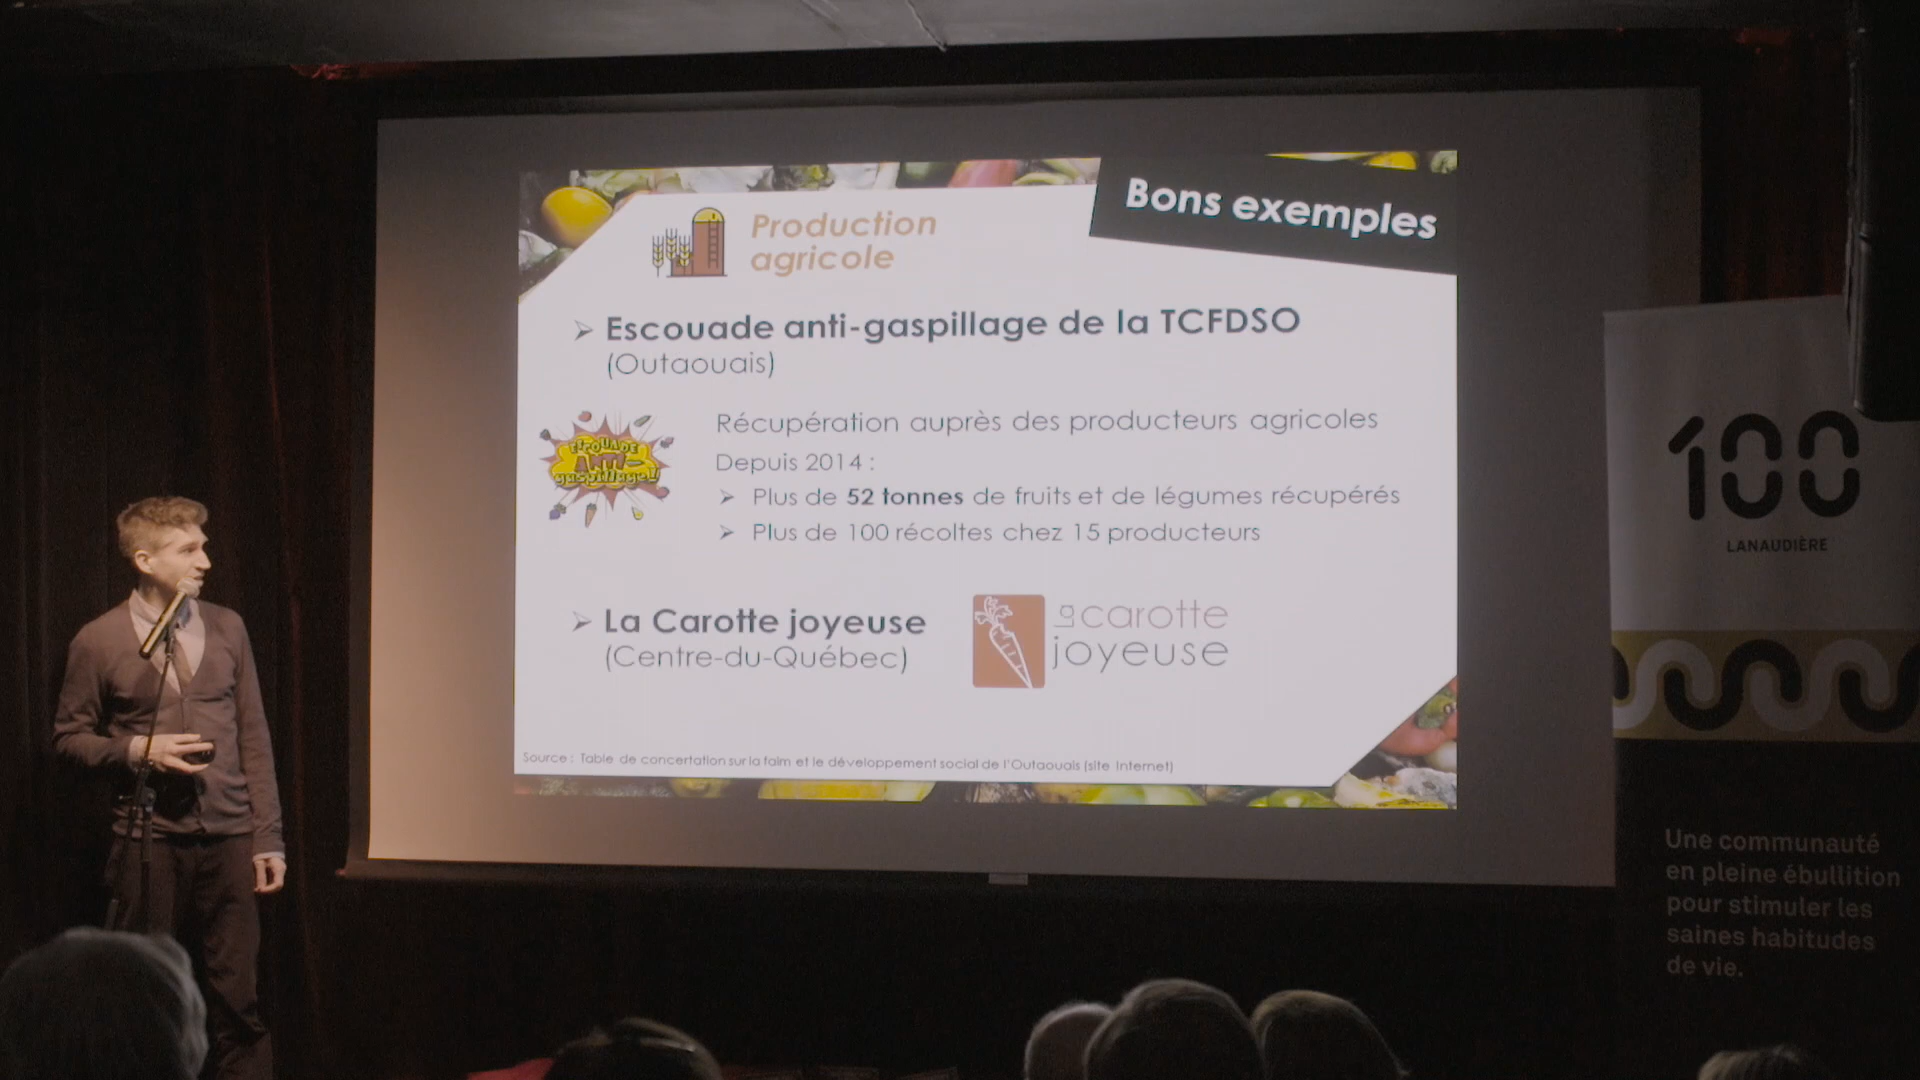 Bons exemples
Production
agricole
➢ Escouade anti-gaspillage de la TCFDSO
(Outaouais)
ESCOUADE
ANTI-
gaspillage!
Récupération auprès des producteurs agricoles
Depuis 2014 :
➢ Plus de 52 tonnes de fruits et de légumes récupérés
➢ Plus de 100 récoltes chez 15 producteurs
➢ La Carotte joyeuse
(Centre-du-Québec)
la carotte
joyeuse
Source : Table de concertation sur la faim et le développement social de l'Outaouais (site Internet)
100
LANAUDIÈRE
Une communauté
en pleine ébullition
pour stimuler les
saines habitudes
de vie.